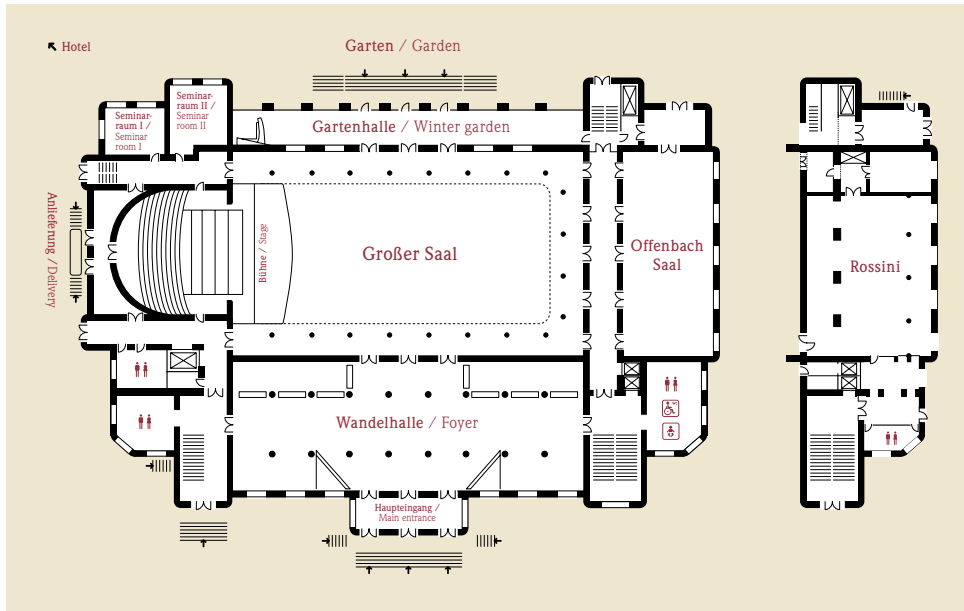 Hotel
Garten / Garden
Seminar-
raum II /
Seminar
room II
Seminar-
raum I /
Seminar
room I
Gartenhalle / Winter garden
Anlieferung / Delivery
Bühne / Stage
Großer Saal
Offenbach
Saal
Rossini
Wandelhalle / Foyer
Haupteingang /
Main entrance